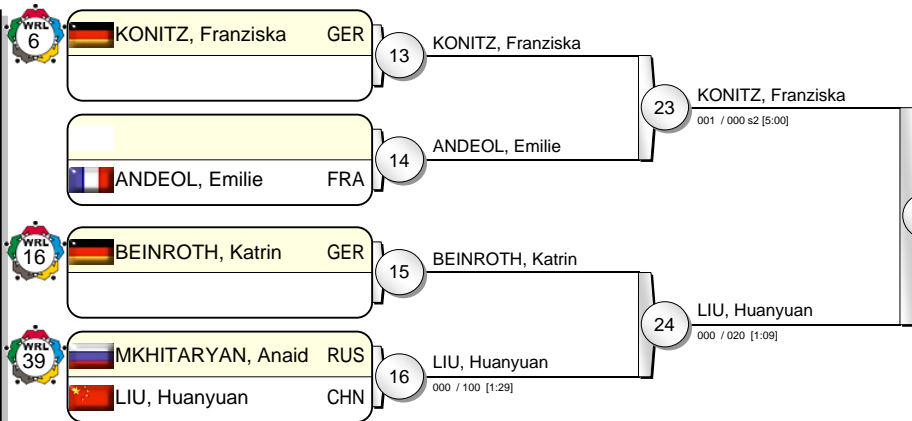 WRL
6
KONITZ, Franziska GER
13
KONITZ, Franziska
23
KONITZ, Franziska
001 / 000 s2 [5:00]
14
ANDEOL, Emilie
ANDEOL, Emilie FRA
WRL
16
BEINROTH, Katrin GER
15
BEINROTH, Katrin
24
LIU, Huanyuan
000 / 020 [1:09]
WRL
39
MKHITARYAN, Anaid RUS
16
LIU, Huanyuan
000 / 100 [1:29]
LIU, Huanyuan CHN